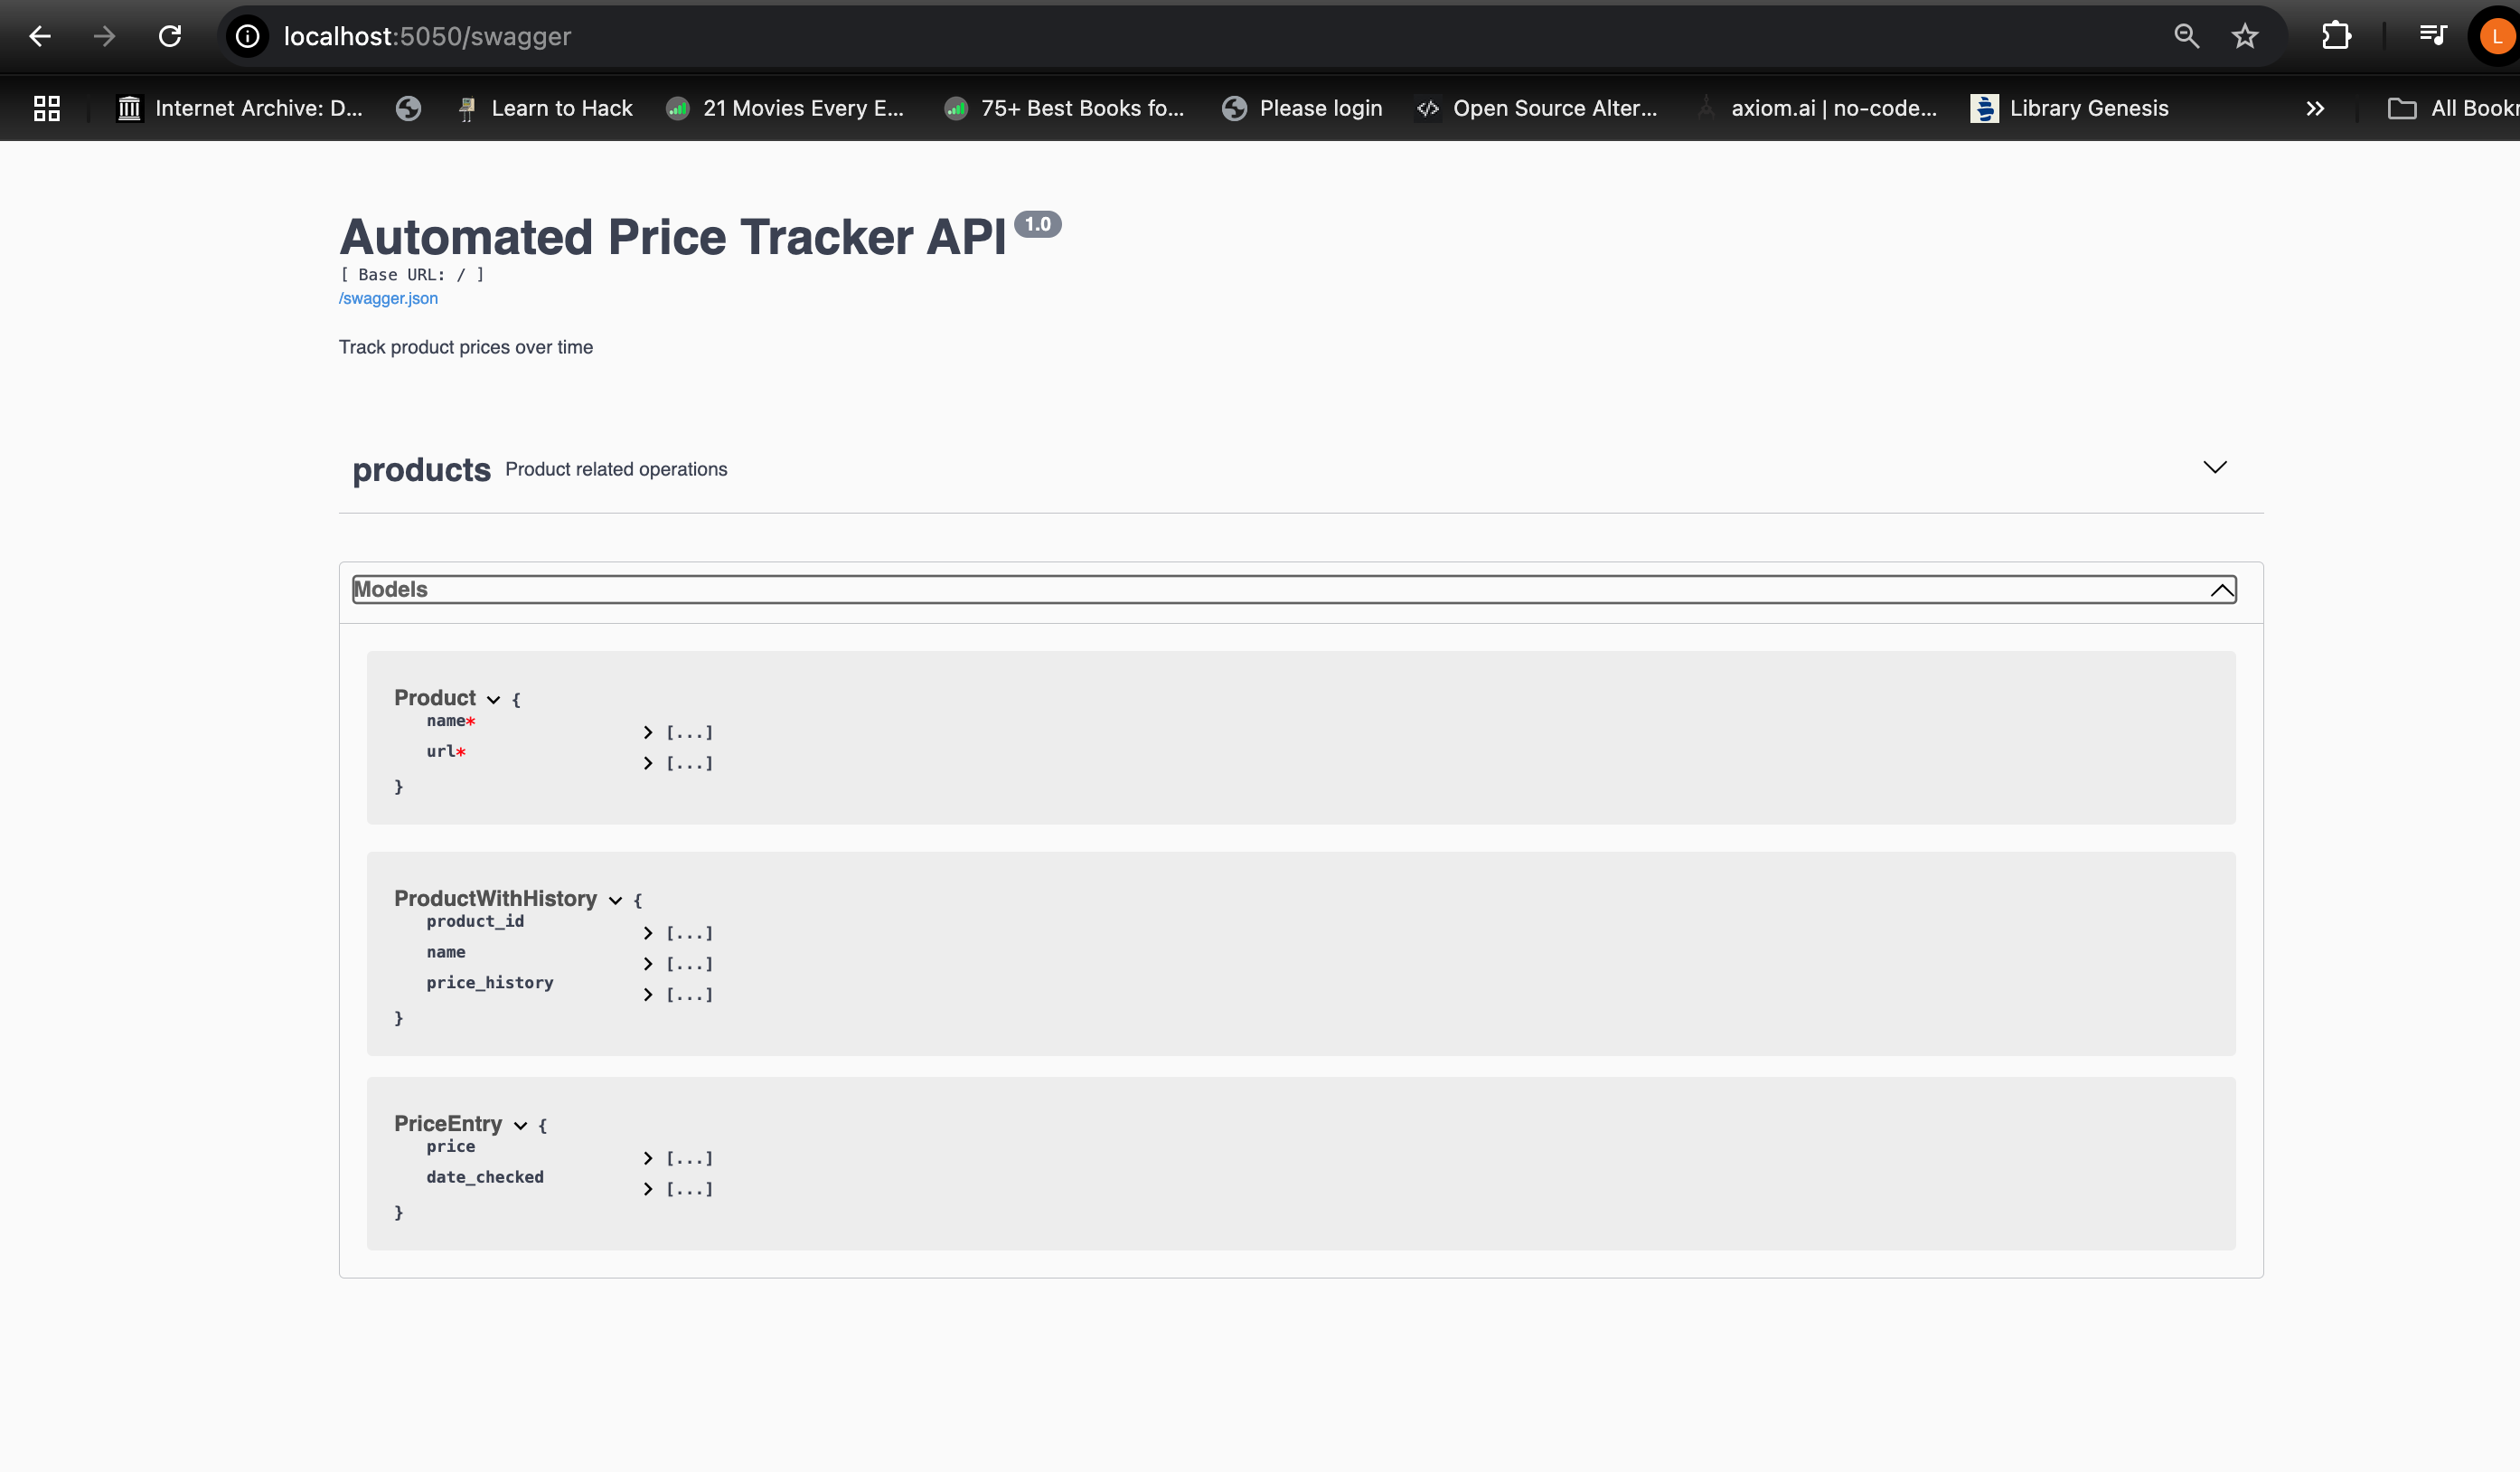 localhost:5050/swagger
L
Internet Archive: D...
Learn to Hack
21 Movies Every E...
75+ Best Books fo...
Please login
Open Source Alter...
axiom.ai | no-code...
Library Genesis
All Bookr
Automated Price Tracker API 1.0
[ Base URL: / ]
/swagger.json
Track product prices over time
products Product related operations
Models
Product {
name* [...]
url* [...]
}
ProductWithHistory {
product_id [...]
name [...]
price_history [...]
}
PriceEntry {
price [...]
date_checked [...]
}